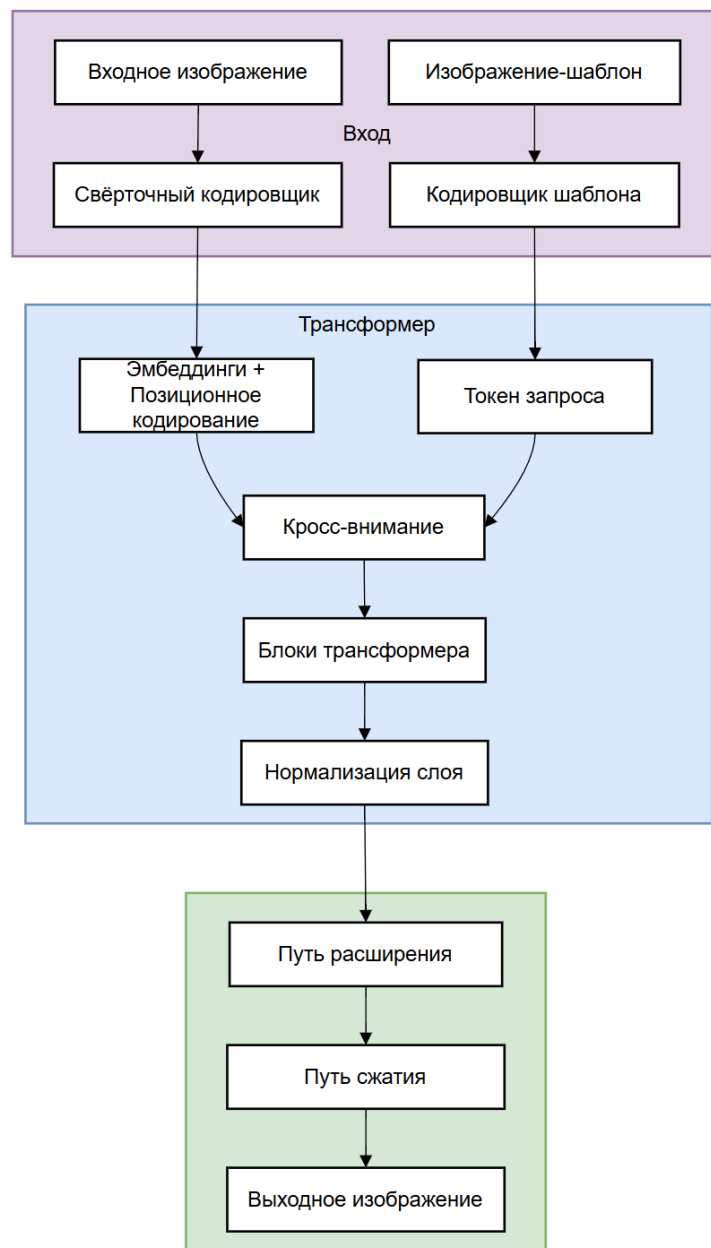 Входное изображение
Изображение-шаблон
Вход
Свёрточный кодировщик
Кодировщик шаблона
Трансформер
Эмбеддинги +
Позиционное
кодирование
Токен запроса
Кросс-внимание
Блоки трансформера
Нормализация слоя
Путь расширения
Путь сжатия
Выходное изображение